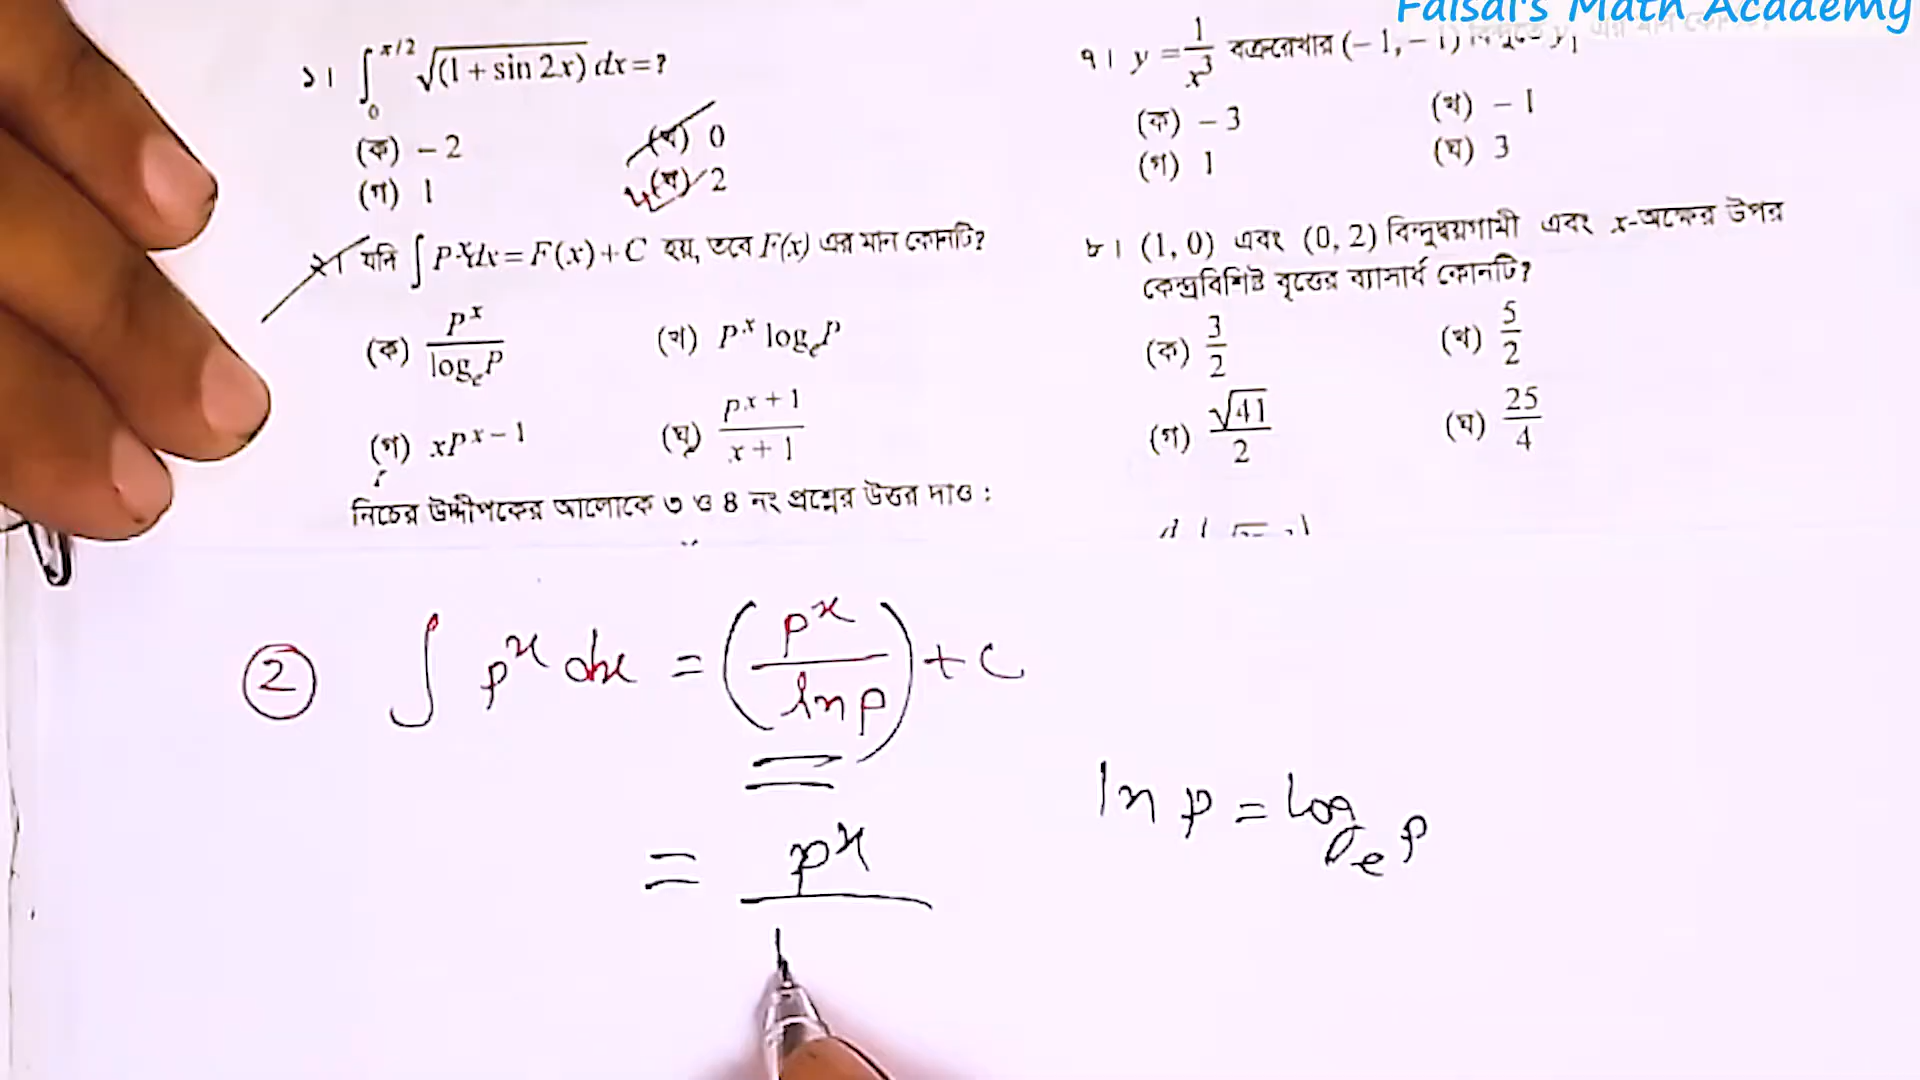 Faisal's Math Academy
১। ∫₀^{π/2} √(1 + sin 2x) dx = ?
(ক) – 2 (খ) 0
(গ) 1 (ঘ) 2
২। যদি ∫ P^x dx = F(x) + C হয়, তবে F(x) এর মান কোনটি?
(ক) P^x / log_e P (খ) P^x log_e P
(গ) xP^{x – 1} (ঘ) P^{x + 1} / x + 1
নিচের উদ্দীপকের আলোকে ৩ ও ৪ নং প্রশ্নের উত্তর দাও :
৭। y = 1/x³ বক্ররেখার (– 1, – 1) y₁
(ক) – 3 (খ) – 1
(গ) 1 (ঘ) 3
৮। (1, 0) এবং (0, 2) বিন্দুদ্বয়গামী এবং x-অক্ষের উপর
কেন্দ্রবিশিষ্ট বৃত্তের ব্যাসার্ধ কোনটি?
(ক) 3/2 (খ) 5/2
(গ) √41/2 (ঘ) 25/4
② ∫ p^x dx = (p^x / ln p) + c
ln p = log_e p
= p^x